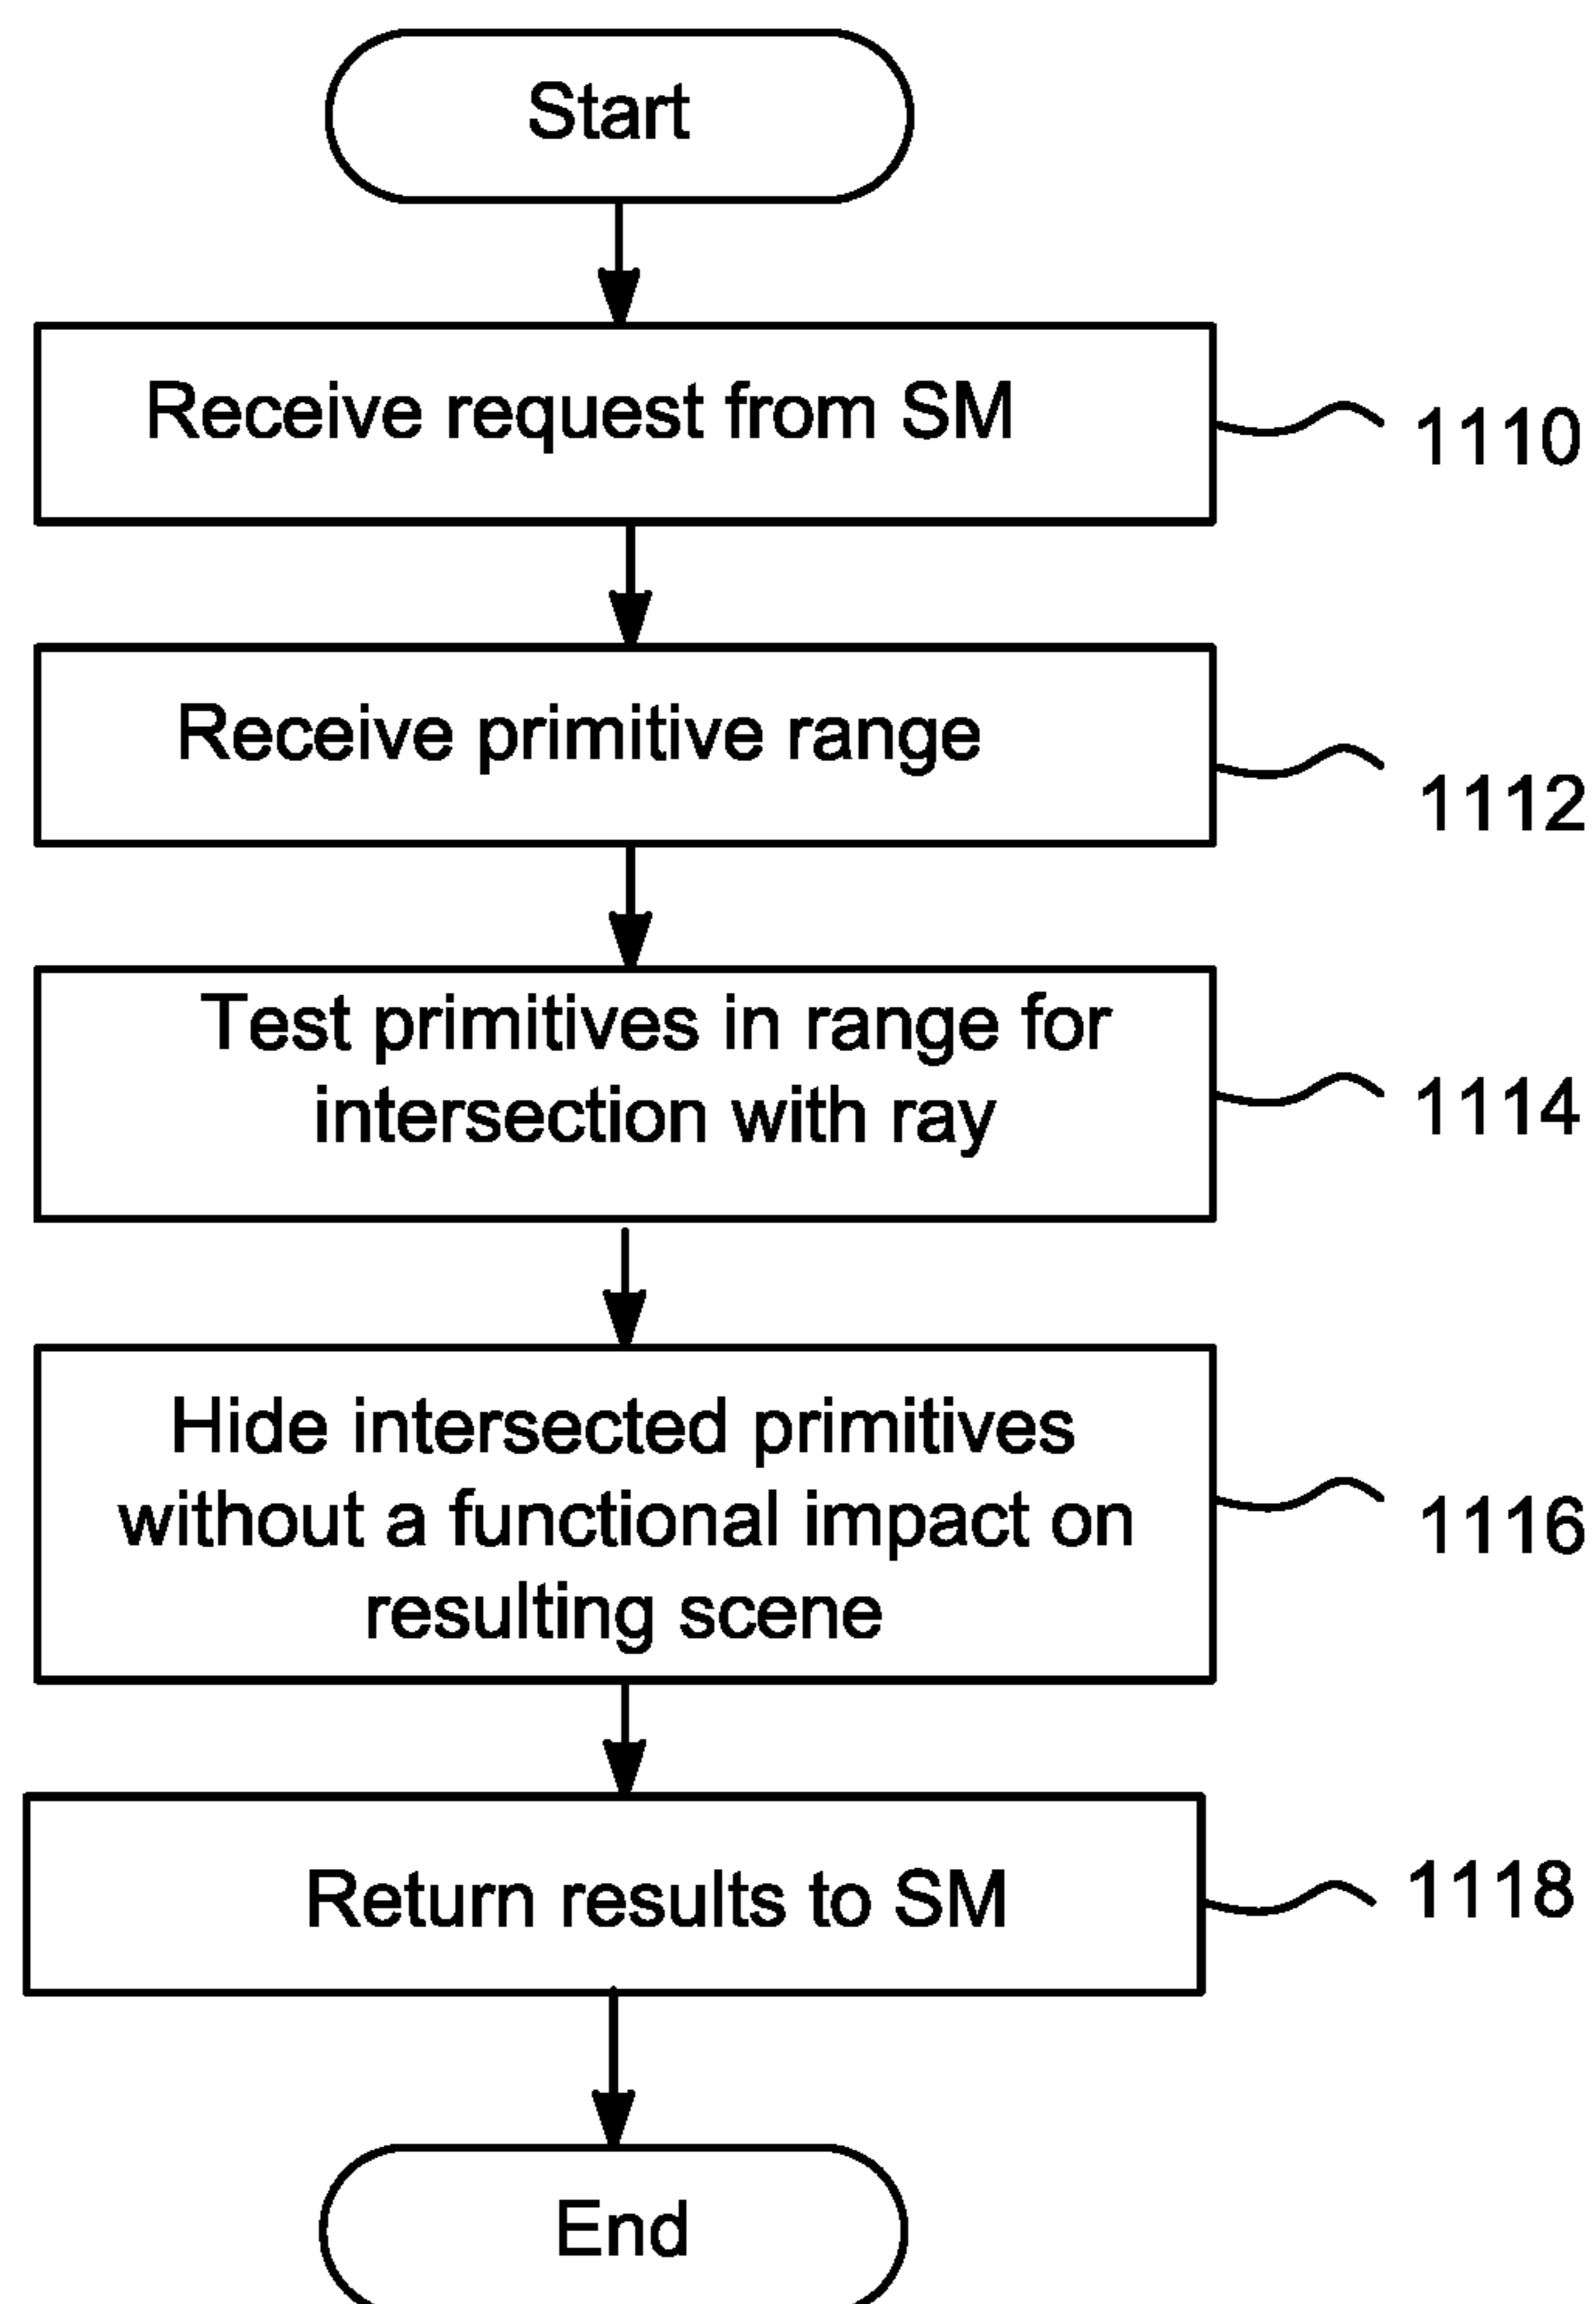 Start
Receive request from SM
1110
Receive primitive range
1112
Test primitives in range for
intersection with ray
1114
Hide intersected primitives
without a functional impact on
resulting scene
1116
Return results to SM
1118
End